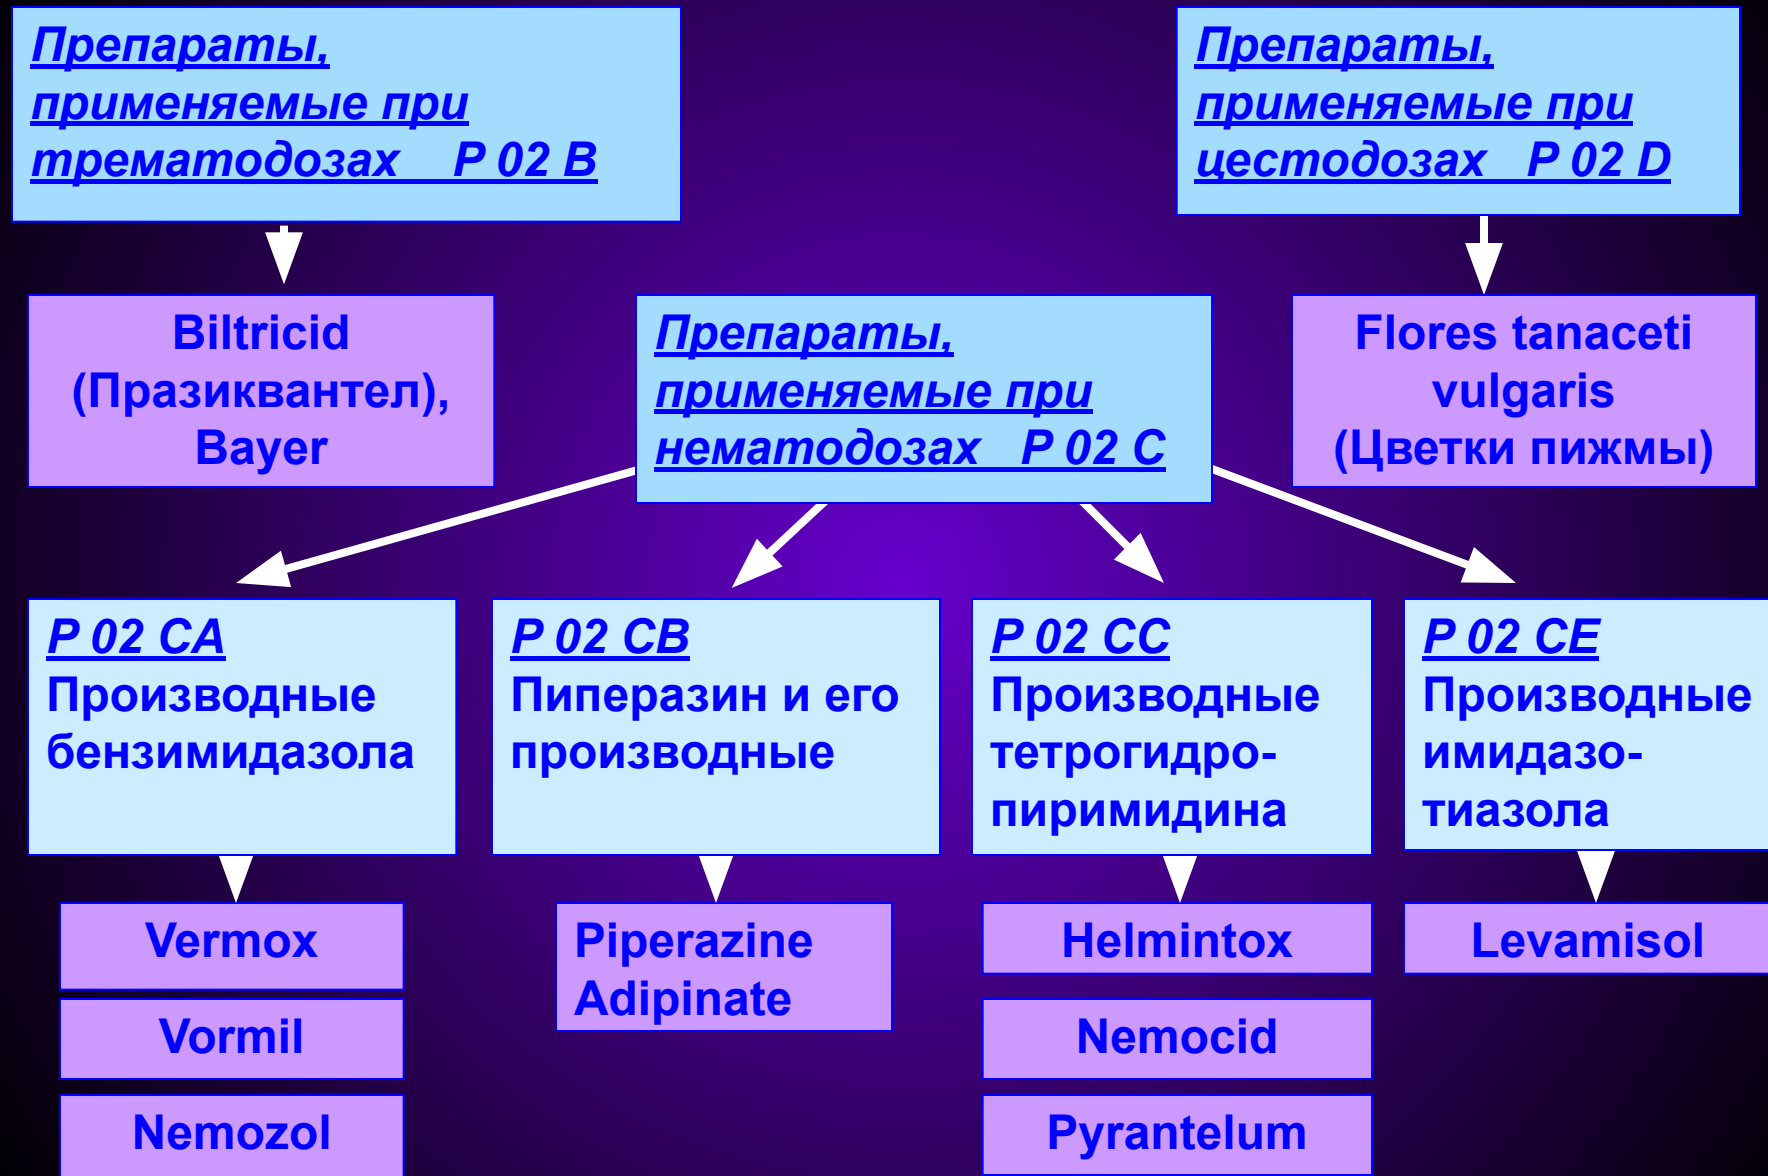 Препараты,
применяемые при
трематодозах P 02 B
Препараты,
применяемые при
цестодозах P 02 D
Biltricid
(Празиквантел),
Bayer
Препараты,
применяемые при
нематодозах P 02 C
Flores tanaceti
vulgaris
(Цветки пижмы)
P 02 CA
Производные
бензимидазола
P 02 CB
Пиперазин и его
производные
P 02 CC
Производные
тетрогидро-
пиримидина
P 02 CE
Производные
имидазо-
тиазола
Vermox
Vormil
Nemozol
Piperazine
Adipinate
Helmintox
Nemocid
Pyrantelum
Levamisol